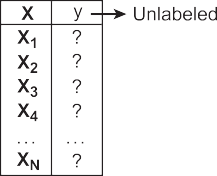 X y Unlabeled
X1 ?
X2 ?
X3 ?
X4 ?
... ...
XN ?